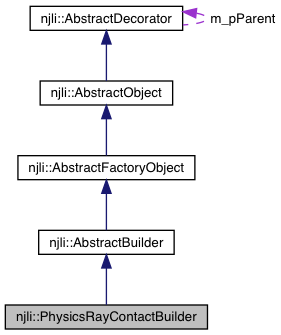 njli::AbstractDecorator
m_pParent
njli::AbstractObject
njli::AbstractFactoryObject
njli::AbstractBuilder
njli::PhysicsRayContactBuilder